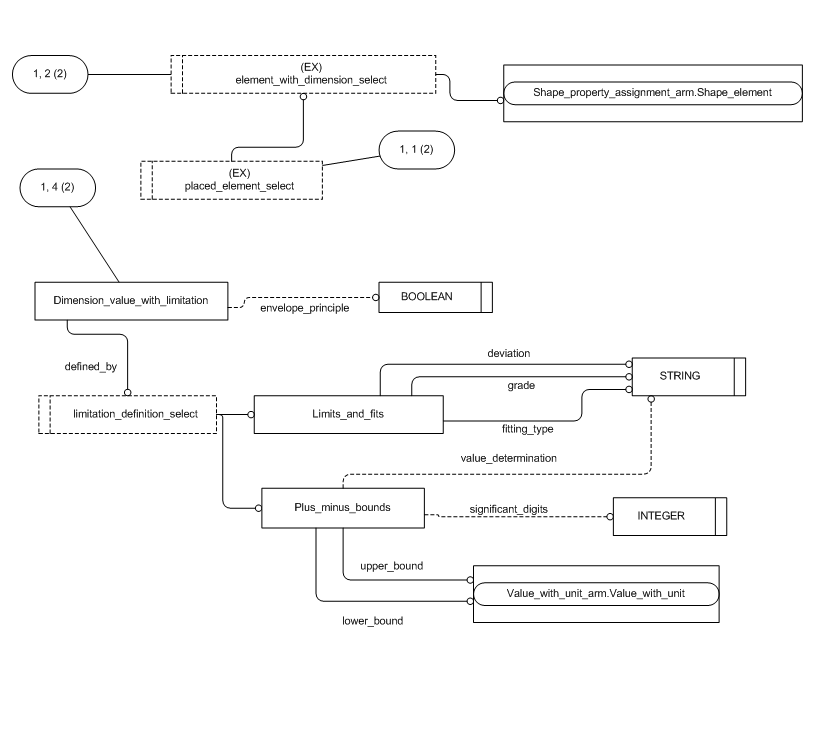 1, 2 (2)
(EX)
element_with_dimension_select
Shape_property_assignment_arm.Shape_element
1, 1 (2)
(EX)
placed_element_select
1, 4 (2)
Dimension_value_with_limitation
envelope_principle
BOOLEAN
defined_by
deviation
STRING
grade
limitation_definition_select
Limits_and_fits
fitting_type
value_determination
Plus_minus_bounds
significant_digits
INTEGER
upper_bound
Value_with_unit_arm.Value_with_unit
lower_bound